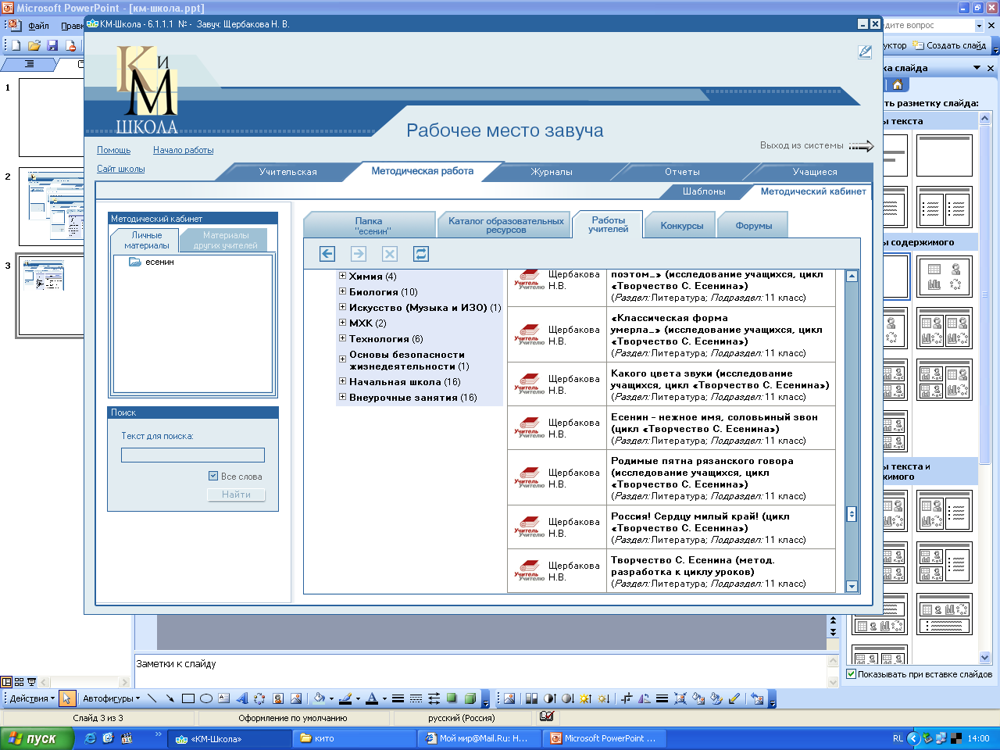 Microsoft PowerPoint - [км-школа.ppt]
Файл
КМ-Школа - 6.1.1.1 № - Завуч: Щербакова Н. В.
дите вопрос
Создать слайд
ка слайда
ть разметку слайда:
ы текста
ы содержимого
ы текста и
жимого
Показывать при вставке слайдов
1
2
3
КМ
и
ШКОЛА
Рабочее место завуча
Помощь
Начало работы
Сайт школы
Выход из системы
Учительская
Методическая работа
Журналы
Отчеты
Учащиеся
Шаблоны
Методический кабинет
Методический кабинет
Личные материалы
Материалы других учителей
есенин
Поиск
Текст для поиска:
Все слова
Найти
Папка
"есенин"
Каталог образовательных
ресурсов
Работы
учителей
Конкурсы
Форумы
Химия (4)
Биология (10)
Искусство (Музыка и ИЗО) (1)
МХК (2)
Технология (6)
Основы безопасности
жизнедеятельности (1)
Начальная школа (16)
Внеурочные занятия (16)
Учитель Учителю
Щербакова
Н.В.
поэтом…» (исследование учащихся, цикл
«Творчество С. Есенина»)
(Раздел: Литература; Подраздел: 11 класс)
Учитель Учителю
Щербакова
Н.В.
«Классическая форма
умерла…» (исследование учащихся, цикл
«Творчество С. Есенина»)
(Раздел: Литература; Подраздел: 11 класс)
Учитель Учителю
Щербакова
Н.В.
Какого цвета звуки (исследование
учащихся, цикл «Творчество С. Есенина»)
(Раздел: Литература; Подраздел: 11 класс)
Учитель Учителю
Щербакова
Н.В.
Есенин - нежное имя, соловьиный звон
(цикл «Творчество С. Есенина»)
(Раздел: Литература; Подраздел: 11 класс)
Учитель Учителю
Щербакова
Н.В.
Родимые пятна рязанского говора
(исследование учащихся, цикл
«Творчество С. Есенина»)
(Раздел: Литература; Подраздел: 11 класс)
Учитель Учителю
Щербакова
Н.В.
Россия! Сердцу милый край! (цикл
«Творчество С. Есенина»)
(Раздел: Литература; Подраздел: 11 класс)
Учитель Учителю
Щербакова
Н.В.
Творчество С. Есенина (метод.
разработка к циклу уроков)
(Раздел: Литература; Подраздел: 11 класс)
Заметки к слайду
Действия
Автофигуры
Слайд 3 из 3
Оформление по умолчанию
русский (Россия)
пуск
«КМ-Школа»
кито
Мой мир@Mail.Ru: Н...
Microsoft PowerPoint ...
RL
14:00